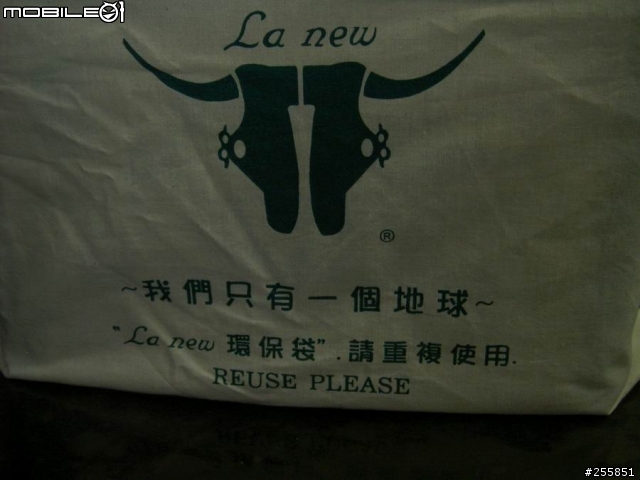 MOBILE01
La new
®
~我們只有一個地球~
"La new 環保袋".請重複使用.
REUSE PLEASE
#255851